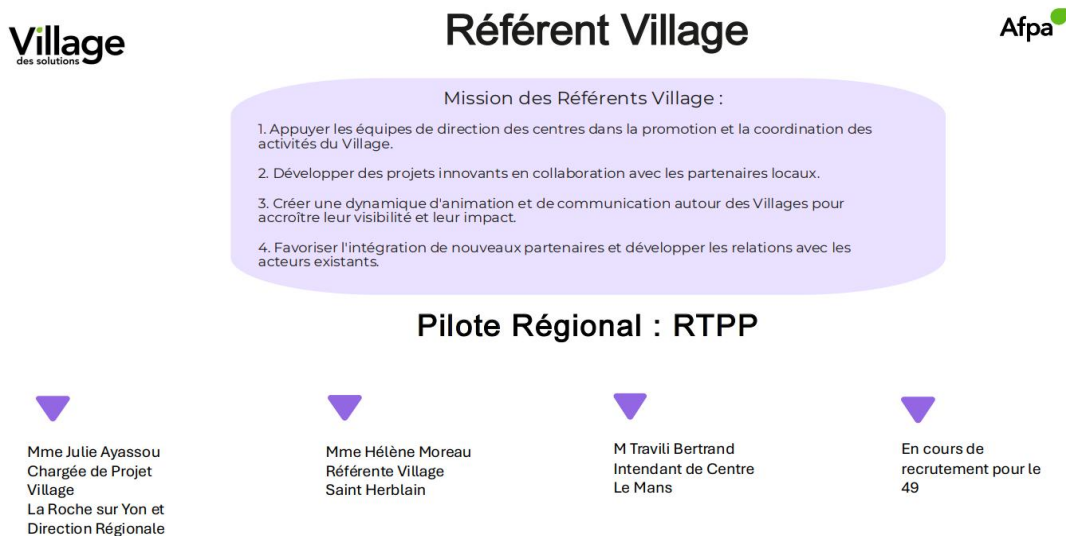 Village
des solutions
Référent Village
Afpa
Mission des Référents Village :
1. Appuyer les équipes de direction des centres dans la promotion et la coordination des
activités du Village.
2. Développer des projets innovants en collaboration avec les partenaires locaux.
3. Créer une dynamique d'animation et de communication autour des Villages pour
accroître leur visibilité et leur impact.
4. Favoriser l'intégration de nouveaux partenaires et développer les relations avec les
acteurs existants.
Pilote Régional : RTPP
Mme Julie Ayassou
Chargée de Projet
Village
La Roche sur Yon et
Direction Régionale
Mme Hélène Moreau
Référente Village
Saint Herblain
M Travili Bertrand
Intendant de Centre
Le Mans
En cours de
recrutement pour le
49